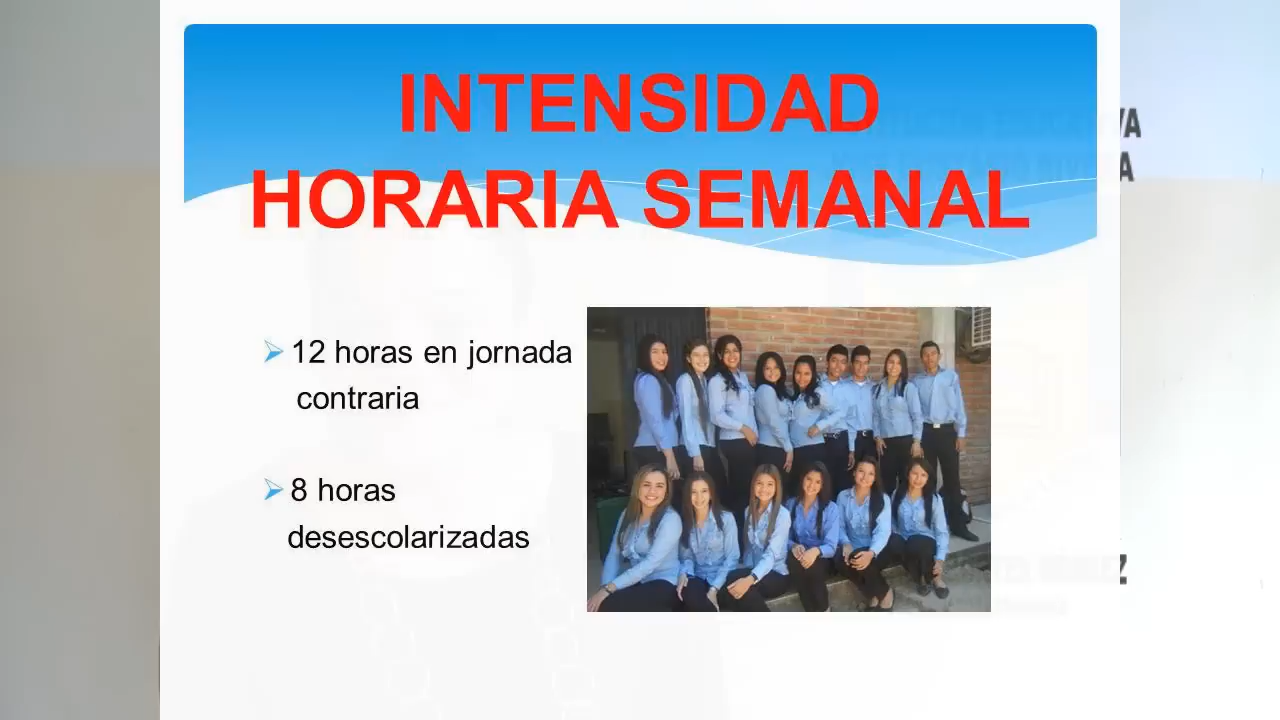 INTENSIDAD
HORARIA SEMANAL
12 horas en jornada
contraria
8 horas
desescolarizadas